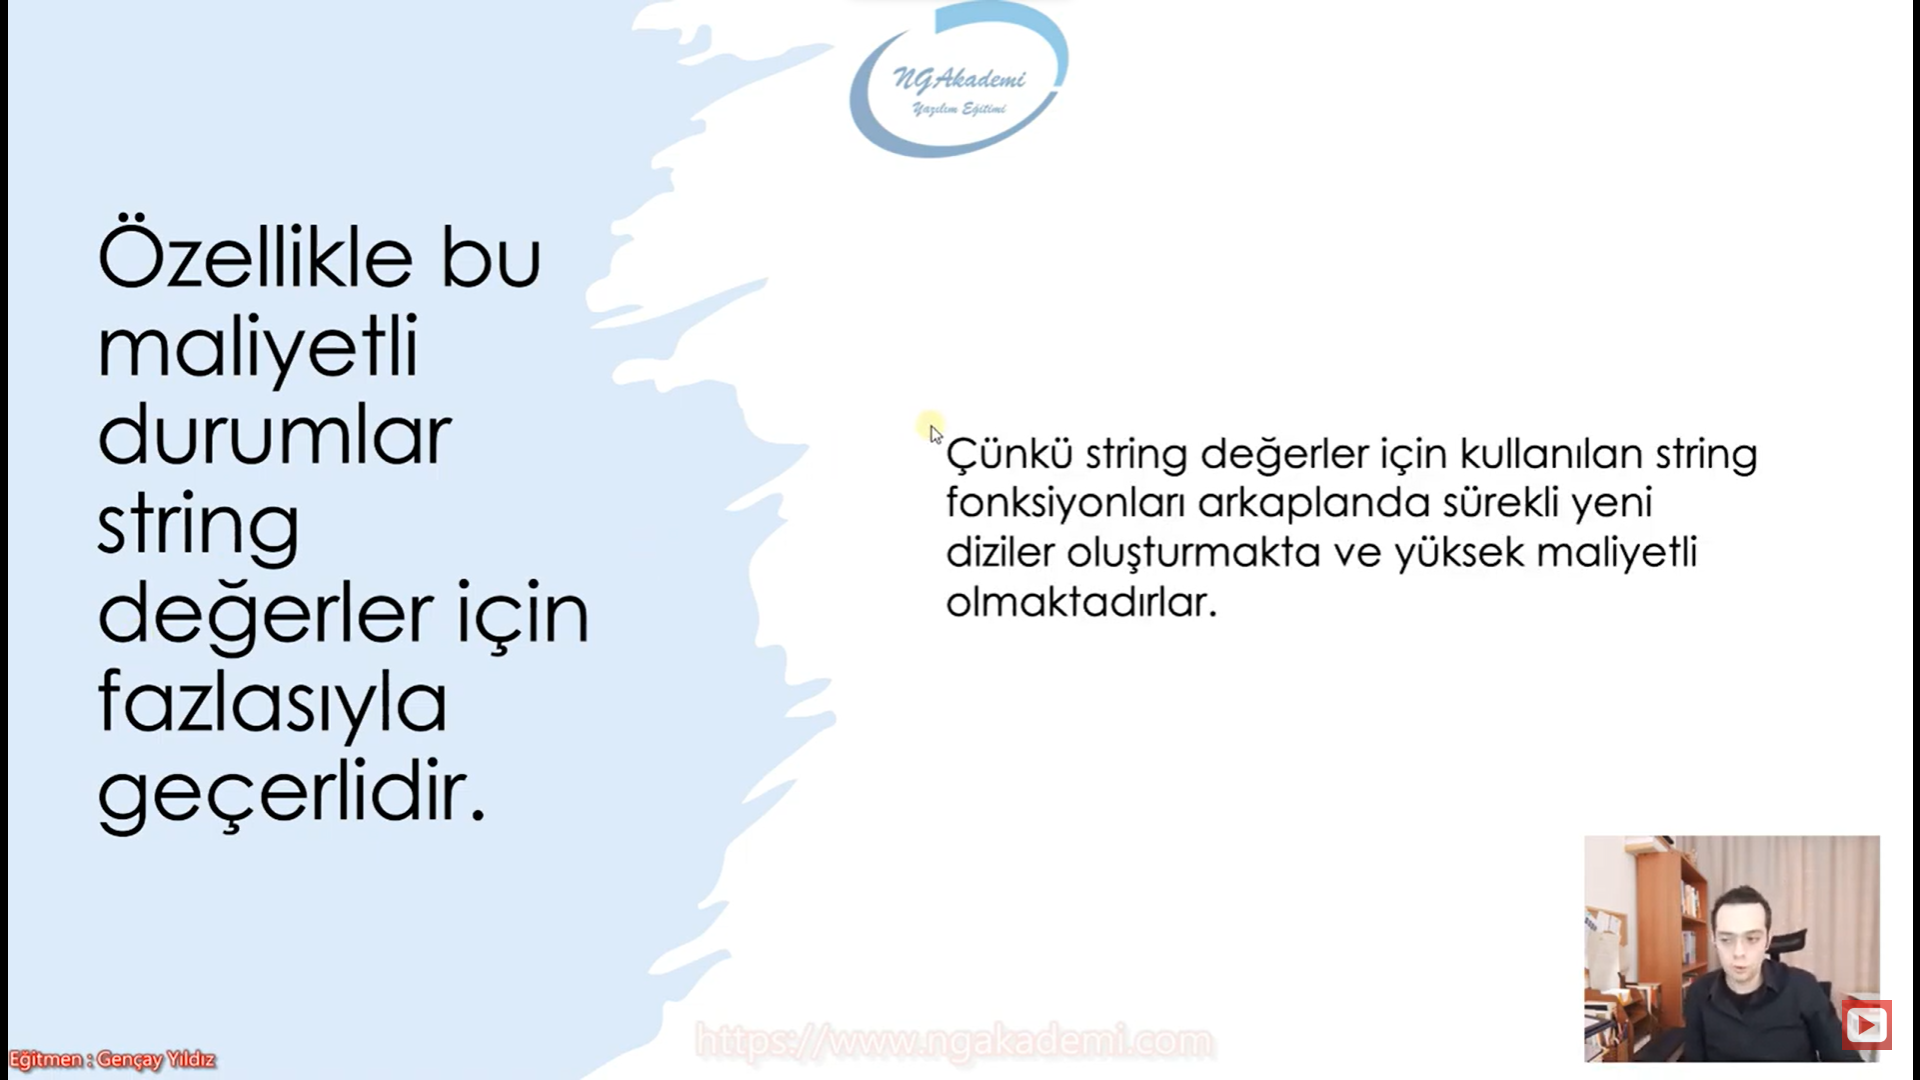 NGAkademi
Yazılım Eğitimi
Özellikle bu
maliyetli
durumlar
string
değerler için
fazlasıyla
geçerlidir.
Çünkü string değerler için kullanılan string
fonksiyonları arkaplanda sürekli yeni
diziler oluşturmakta ve yüksek maliyetli
olmaktadırlar.
https://www.ngakademi.com
Eğitmen : Gençay Yıldız